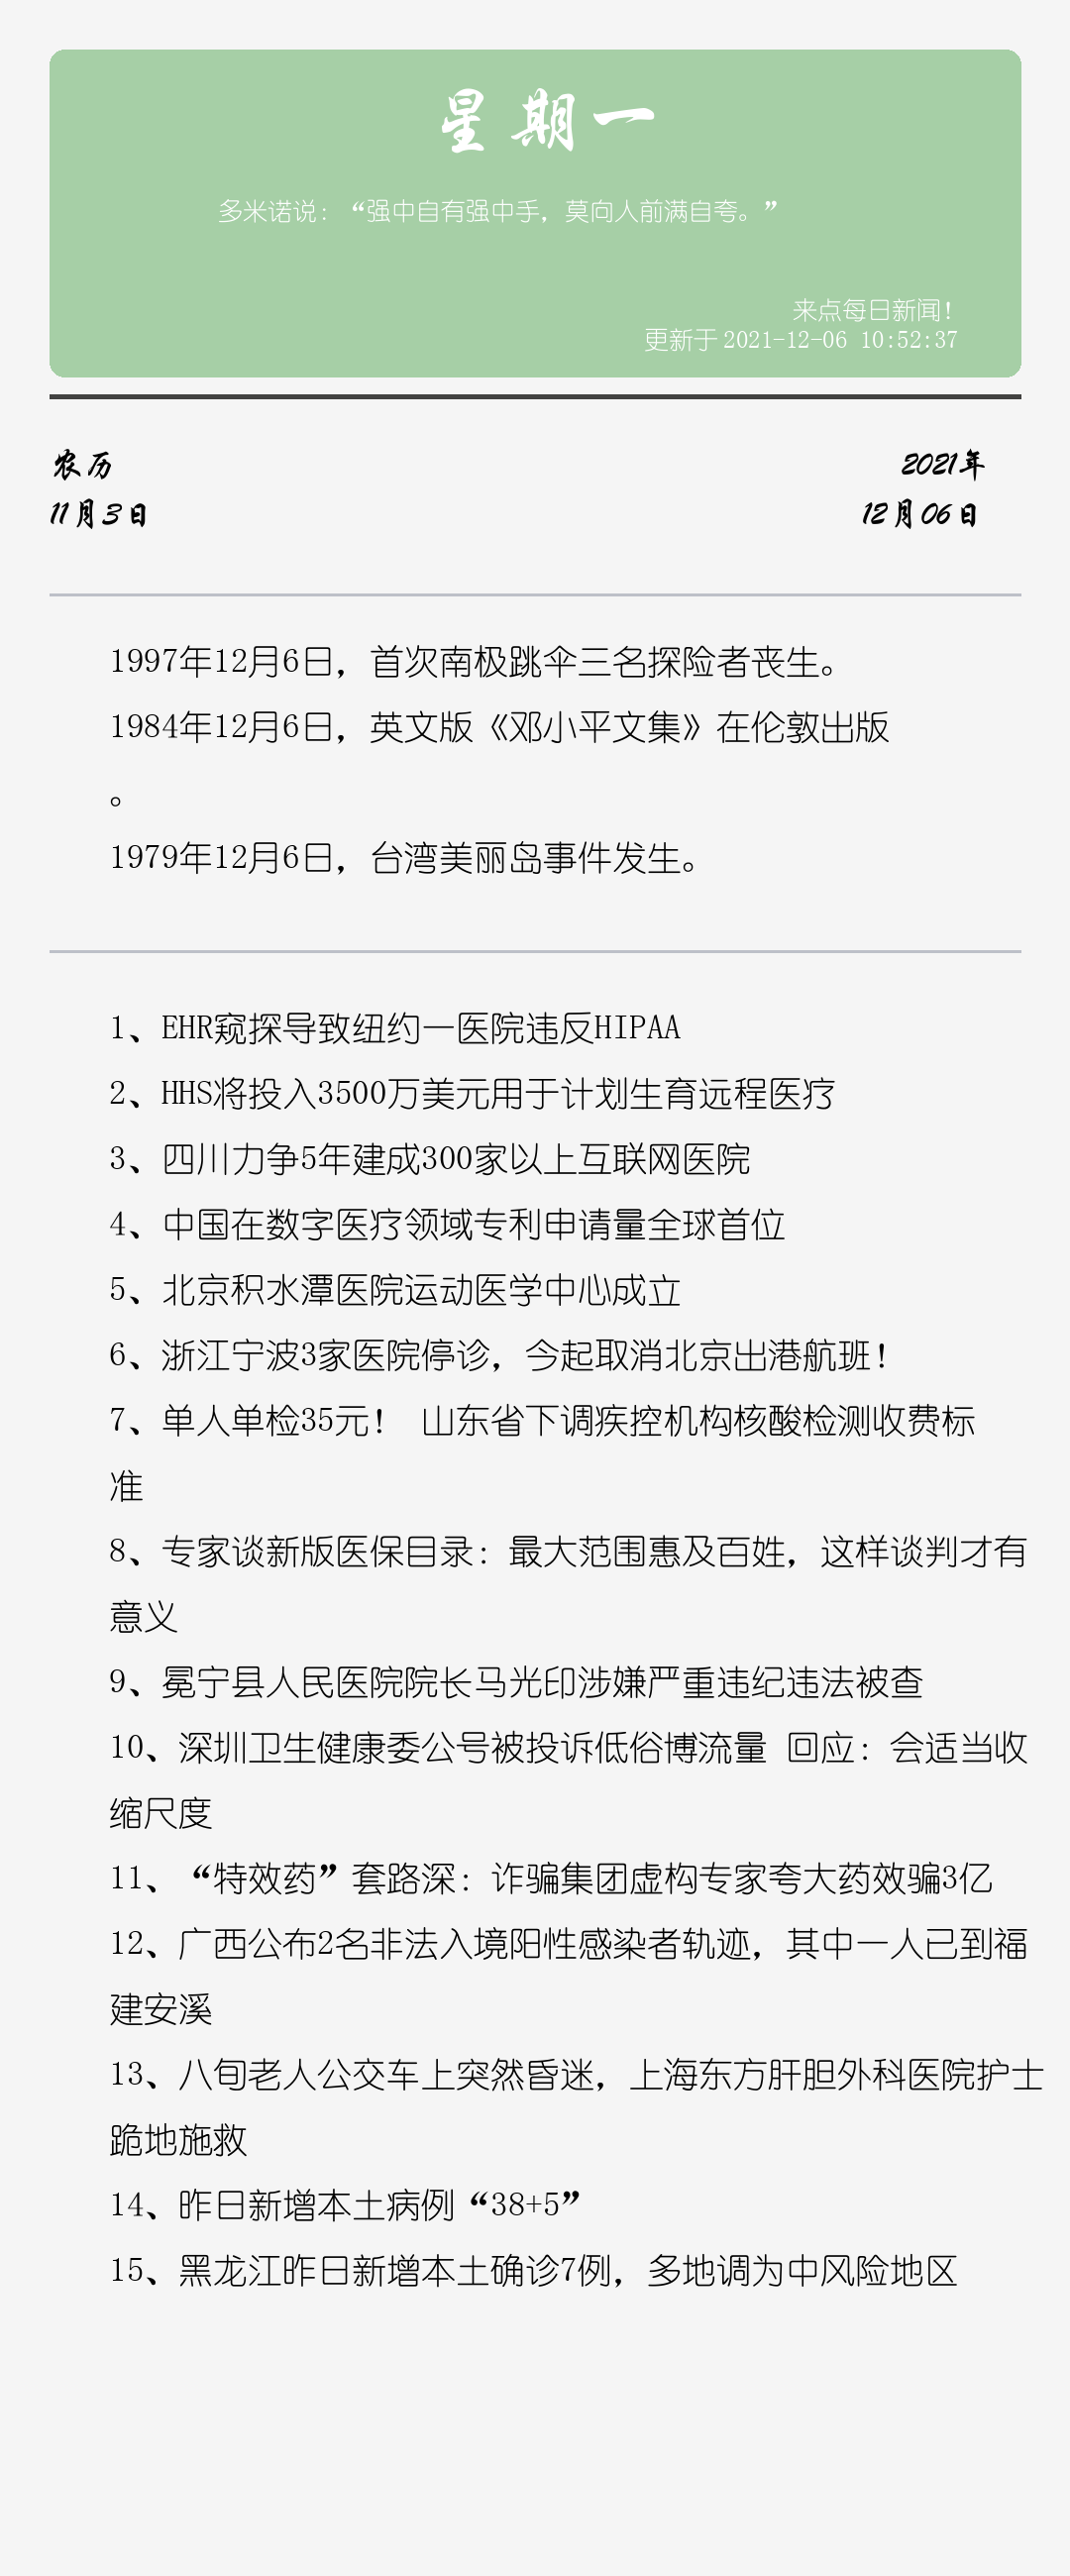 星期一
多米诺说：“强中自有强中手，莫向人前满自夸。”
来点每日新闻！
更新于 2021-12-06 10:52:37
农历
2021年
11月3日
12月06日
1997年12月6日，首次南极跳伞三名探险者丧生。
1984年12月6日，英文版《邓小平文集》在伦敦出版
。
1979年12月6日，台湾美丽岛事件发生。
1、EHR窥探导致纽约一医院违反HIPAA
2、HHS将投入3500万美元用于计划生育远程医疗
3、四川力争5年建成300家以上互联网医院
4、中国在数字医疗领域专利申请量全球首位
5、北京积水潭医院运动医学中心成立
6、浙江宁波3家医院停诊，今起取消北京出港航班！
7、单人单检35元！ 山东省下调疾控机构核酸检测收费标
准
8、专家谈新版医保目录：最大范围惠及百姓，这样谈判才有
意义
9、冕宁县人民医院院长马光印涉嫌严重违纪违法被查
10、深圳卫生健康委公号被投诉低俗博流量 回应：会适当收
缩尺度
11、“特效药”套路深：诈骗集团虚构专家夸大药效骗3亿
12、广西公布2名非法入境阳性感染者轨迹，其中一人已到福
建安溪
13、八旬老人公交车上突然昏迷，上海东方肝胆外科医院护士
跪地施救
14、昨日新增本土病例“38+5”
15、黑龙江昨日新增本土确诊7例，多地调为中风险地区